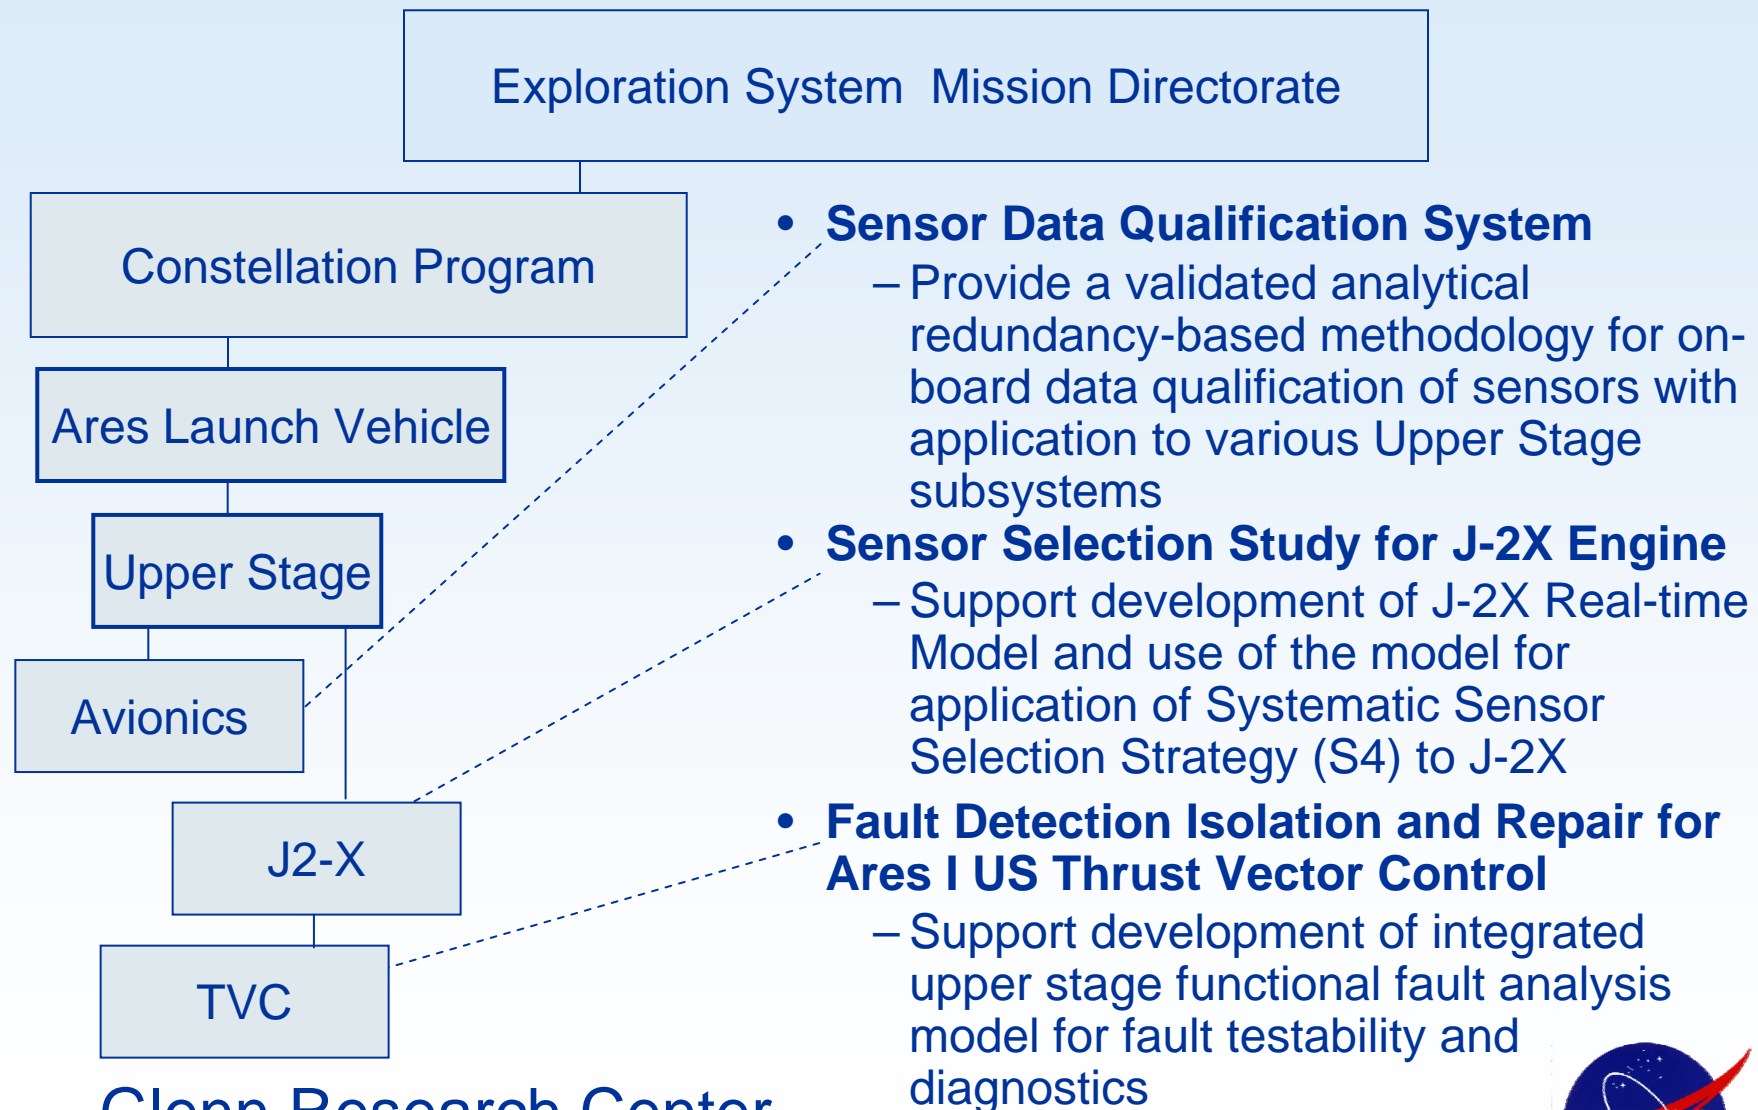 Exploration System  Mission Directorate
Constellation Program
Ares Launch Vehicle
Upper Stage
Avionics
J2-X
TVC
• Sensor Data Qualification System
– Provide a validated analytical
redundancy-based methodology for on-
board data qualification of sensors with
application to various Upper Stage
subsystems
• Sensor Selection Study for J-2X Engine
– Support development of J-2X Real-time
Model and use of the model for
application of Systematic Sensor
Selection Strategy (S4) to J-2X
• Fault Detection Isolation and Repair for
Ares I US Thrust Vector Control
– Support development of integrated
upper stage functional fault analysis
model for fault testability and
diagnostics
Glenn Research Center